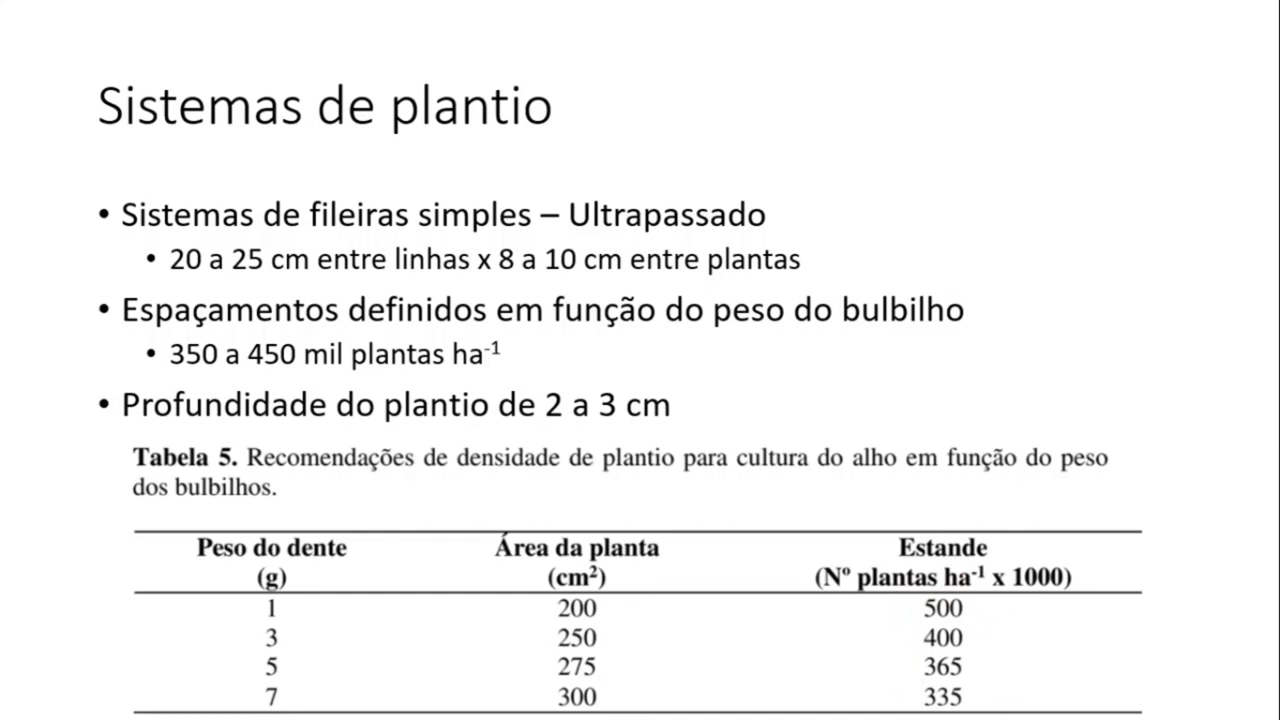 Sistemas de plantio
• Sistemas de fileiras simples – Ultrapassado
• 20 a 25 cm entre linhas x 8 a 10 cm entre plantas
• Espaçamentos definidos em função do peso do bulbilho
• 350 a 450 mil plantas ha⁻¹
• Profundidade do plantio de 2 a 3 cm
Tabela 5. Recomendações de densidade de plantio para cultura do alho em função do peso
dos bulbilhos.
Peso do dente Área da planta Estande
(g) (cm²) (Nº plantas ha⁻¹ x 1000)
1 200 500
3 250 400
5 275 365
7 300 335